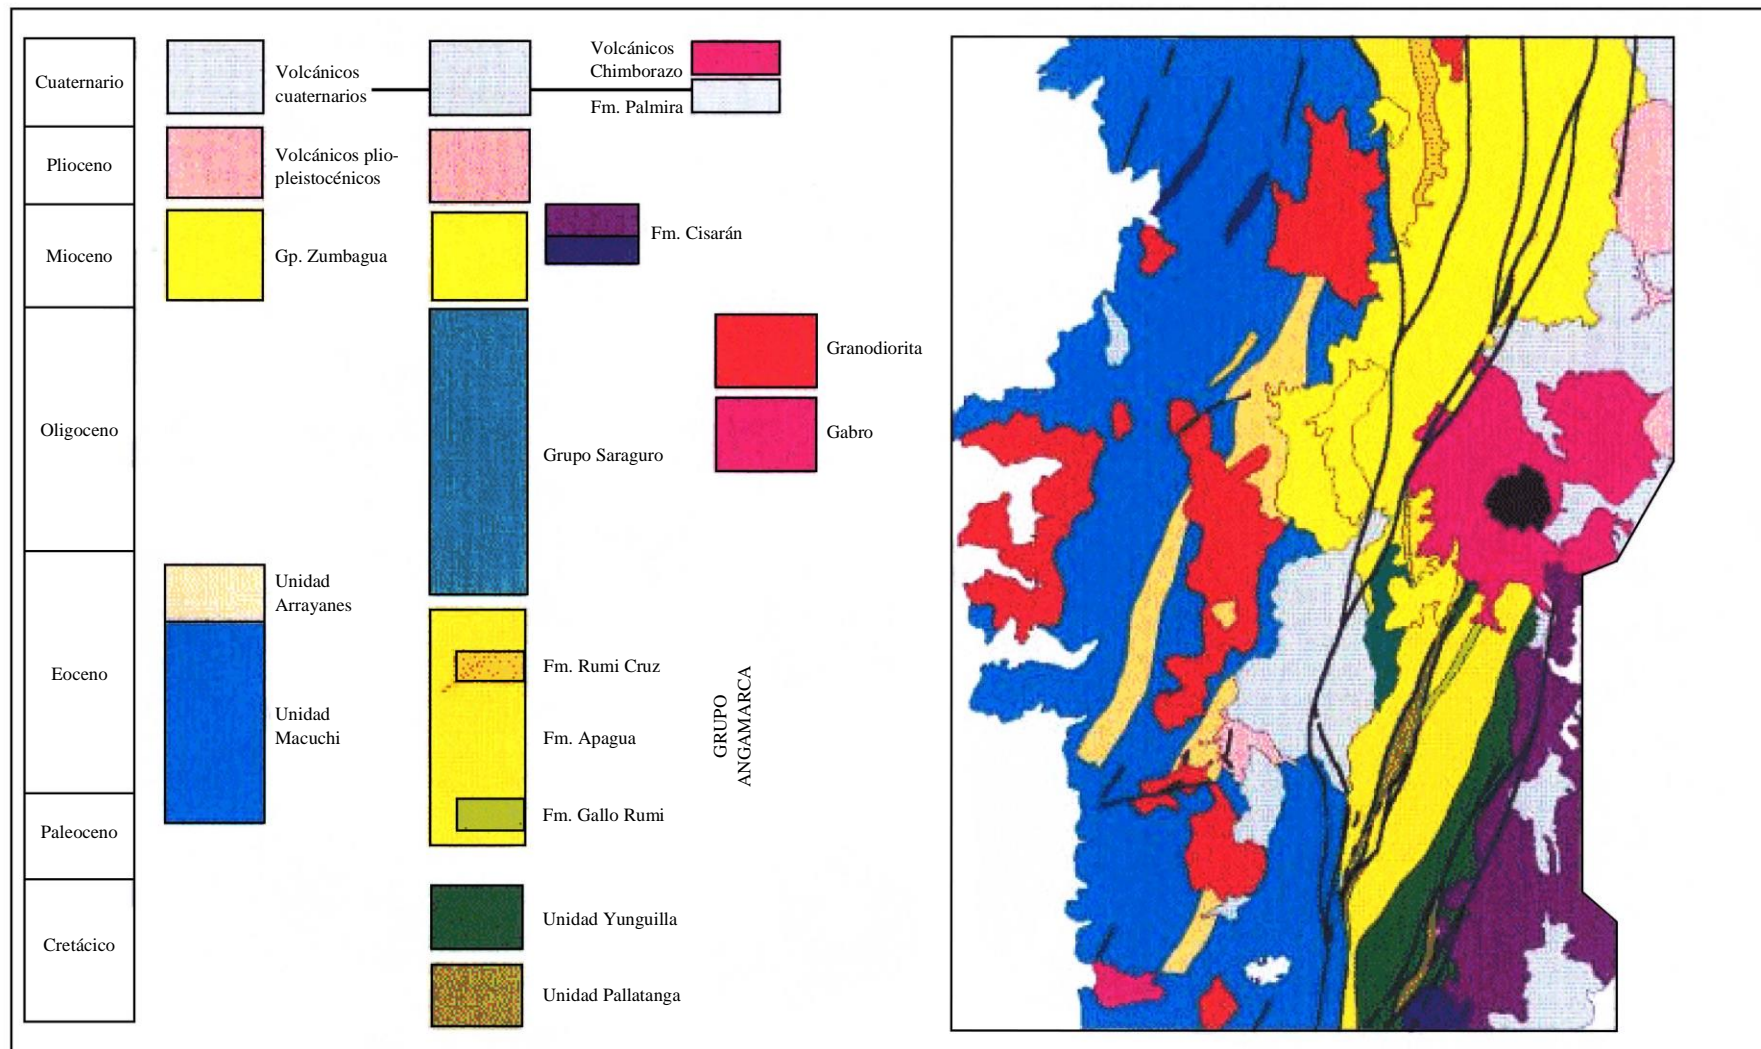 Cuaternario
Plioceno
Mioceno
Oligoceno
Eoceno
Paleoceno
Cretácico
Volcánicos
cuaternarios
Volcánicos plio-
pleistocénicos
Gp. Zumbagua
Unidad
Arrayanes
Unidad
Macuchi
Volcánicos
Chimborazo
Fm. Palmira
Fm. Cisarán
Grupo Saraguro
Granodiorita
Gabro
Fm. Rumi Cruz
Fm. Apagua
Fm. Gallo Rumi
GRUPO
ANGAMARCA
Unidad Yunguilla
Unidad Pallatanga